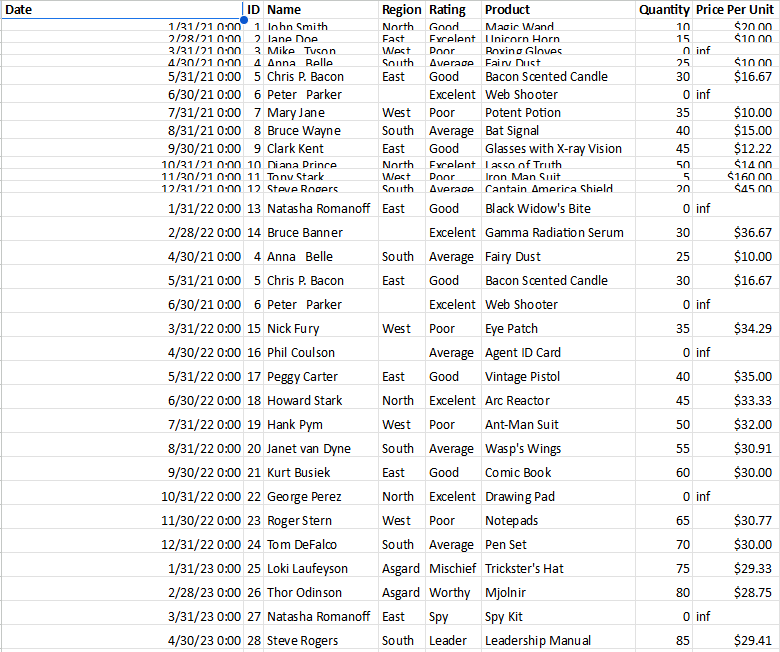 Date ID Name Region Rating Product Quantity Price Per Unit
1/31/21 0:00 1 John Smith North Good Magic Wand 10 $20.00
2/28/21 0:00 2 Jane Doe East Excelent Unicorn Horn 15 $10.00
3/31/21 0:00 3 Mike Tyson West Poor Boxing Gloves 0 inf
4/30/21 0:00 4 Anna Belle South Average Fairy Dust 25 $10.00
5/31/21 0:00 5 Chris P. Bacon East Good Bacon Scented Candle 30 $16.67
6/30/21 0:00 6 Peter Parker Excelent Web Shooter 0 inf
7/31/21 0:00 7 Mary Jane West Poor Potent Potion 35 $10.00
8/31/21 0:00 8 Bruce Wayne South Average Bat Signal 40 $15.00
9/30/21 0:00 9 Clark Kent East Good Glasses with X-ray Vision 45 $12.22
10/31/21 0:00 10 Diana Prince North Excelent Lasso of Truth 50 $14.00
11/30/21 0:00 11 Tony Stark West Poor Iron Man Suit 5 $160.00
12/31/21 0:00 12 Steve Rogers South Average Captain America Shield 20 $45.00
1/31/22 0:00 13 Natasha Romanoff East Good Black Widow's Bite 0 inf
2/28/22 0:00 14 Bruce Banner Excelent Gamma Radiation Serum 30 $36.67
4/30/21 0:00 4 Anna Belle South Average Fairy Dust 25 $10.00
5/31/21 0:00 5 Chris P. Bacon East Good Bacon Scented Candle 30 $16.67
6/30/21 0:00 6 Peter Parker Excelent Web Shooter 0 inf
3/31/22 0:00 15 Nick Fury West Poor Eye Patch 35 $34.29
4/30/22 0:00 16 Phil Coulson Average Agent ID Card 0 inf
5/31/22 0:00 17 Peggy Carter East Good Vintage Pistol 40 $35.00
6/30/22 0:00 18 Howard Stark North Excelent Arc Reactor 45 $33.33
7/31/22 0:00 19 Hank Pym West Poor Ant-Man Suit 50 $32.00
8/31/22 0:00 20 Janet van Dyne South Average Wasp's Wings 55 $30.91
9/30/22 0:00 21 Kurt Busiek East Good Comic Book 60 $30.00
10/31/22 0:00 22 George Perez North Excelent Drawing Pad 0 inf
11/30/22 0:00 23 Roger Stern West Poor Notepads 65 $30.77
12/31/22 0:00 24 Tom DeFalco South Average Pen Set 70 $30.00
1/31/23 0:00 25 Loki Laufeyson Asgard Mischief Trickster's Hat 75 $29.33
2/28/23 0:00 26 Thor Odinson Asgard Worthy Mjolnir 80 $28.75
3/31/23 0:00 27 Natasha Romanoff East Spy Spy Kit 0 inf
4/30/23 0:00 28 Steve Rogers South Leader Leadership Manual 85 $29.41